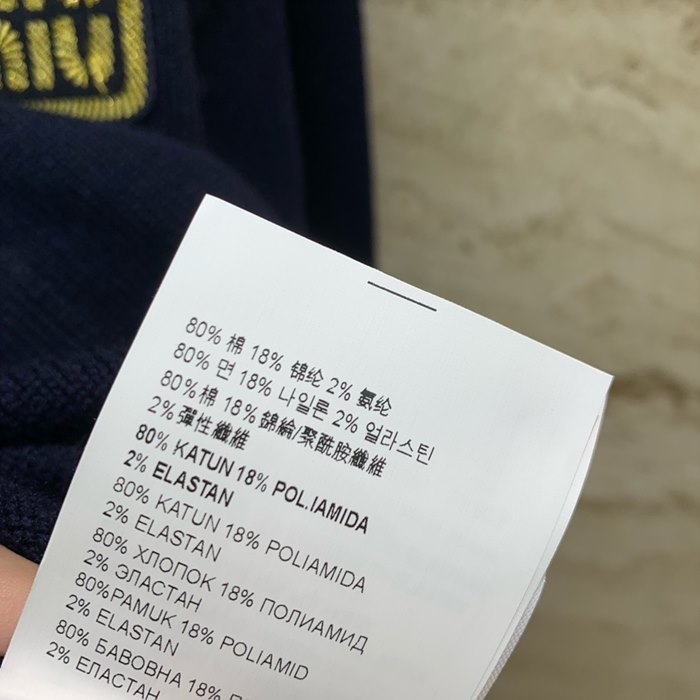 80% 棉 18% 锦纶 2% 氨纶
80% 면 18% 나일론 2% 얼라스틴
80%棉 18%錦綸/聚酰胺纖維
2%彈性纖維
80% KATUN 18% POL.IAMIDA
2% ELASTAN
80% KATUN 18% POLIAMIDA
2% ELASTAN
80% ХЛОПОК 18% ПОЛИАМИД
2% ЭЛАСТАН
80%PAMUK 18% POLIAMID
2% ELASTAN
80% БАВОВНА 18%
2% ЕПАСТАН